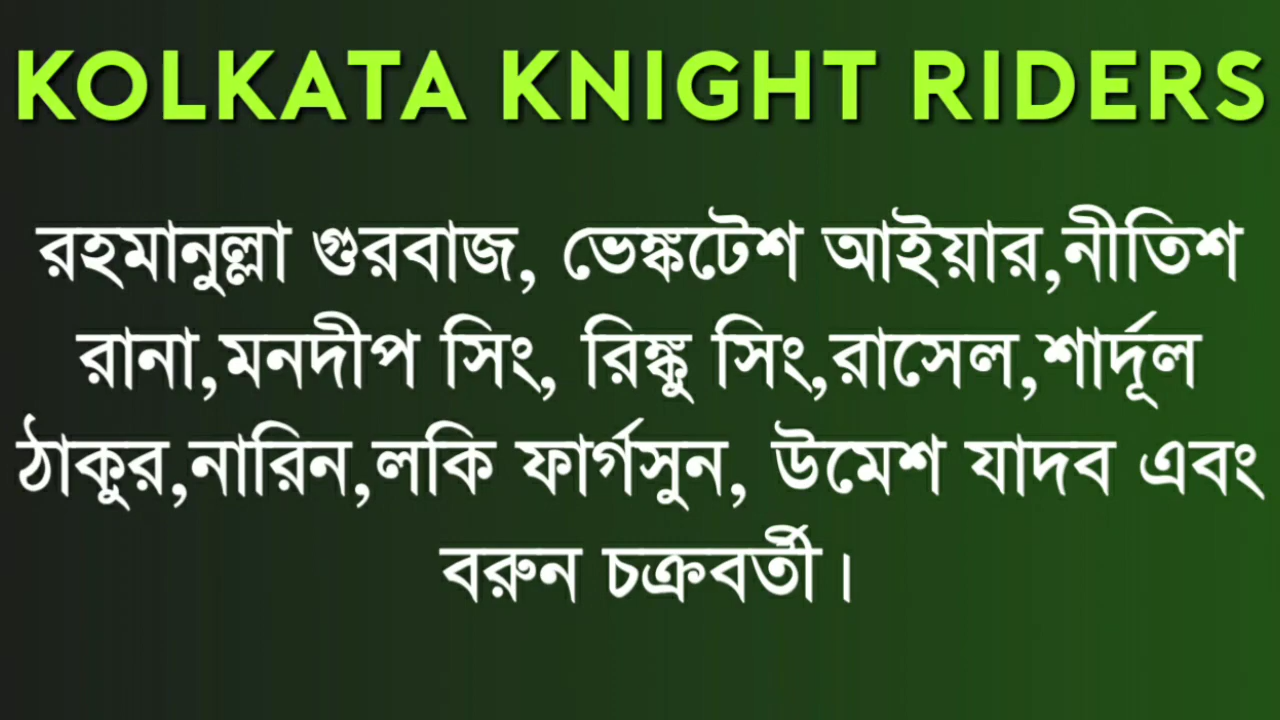 KOLKATA KNIGHT RIDERS
রহমানুল্লা গুরবাজ, ভেঙ্কটেশ আইয়ার,নীতিশ
রানা,মনদীপ সিং, রিঙ্কু সিং,রাসেল,শার্দূল
ঠাকুর,নারিন,লকি ফার্গসুন, উমেশ যাদব এবং
বরুন চক্রবর্তী।